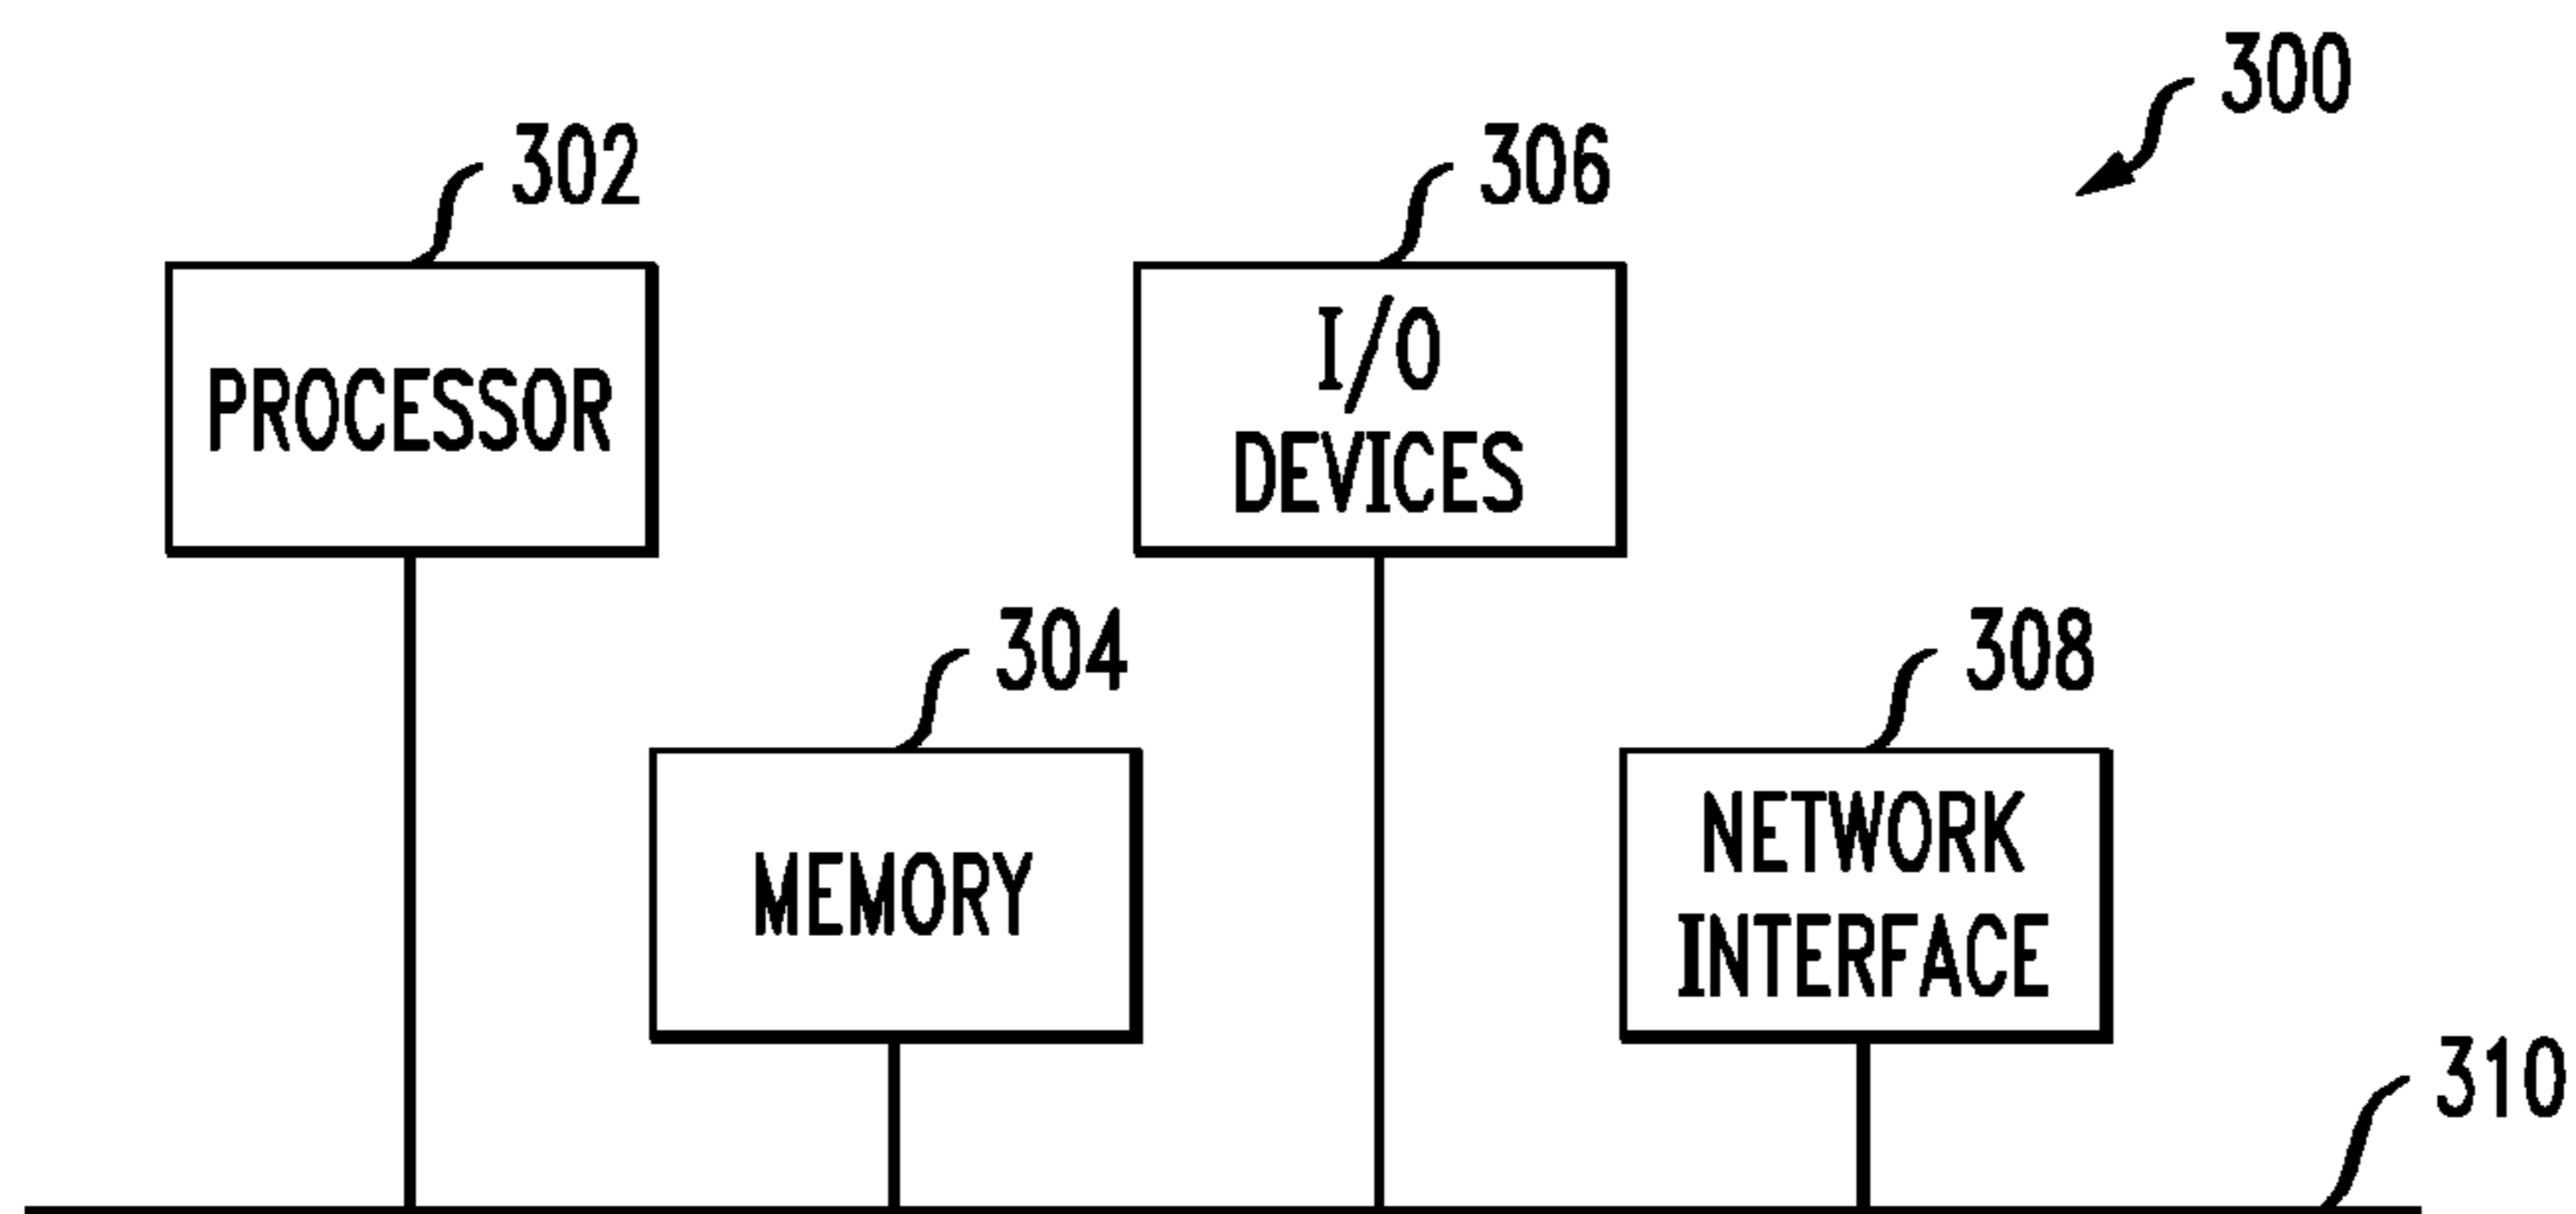 300
302
306
PROCESSOR
I/O
DEVICES
304
308
MEMORY
NETWORK
INTERFACE
310